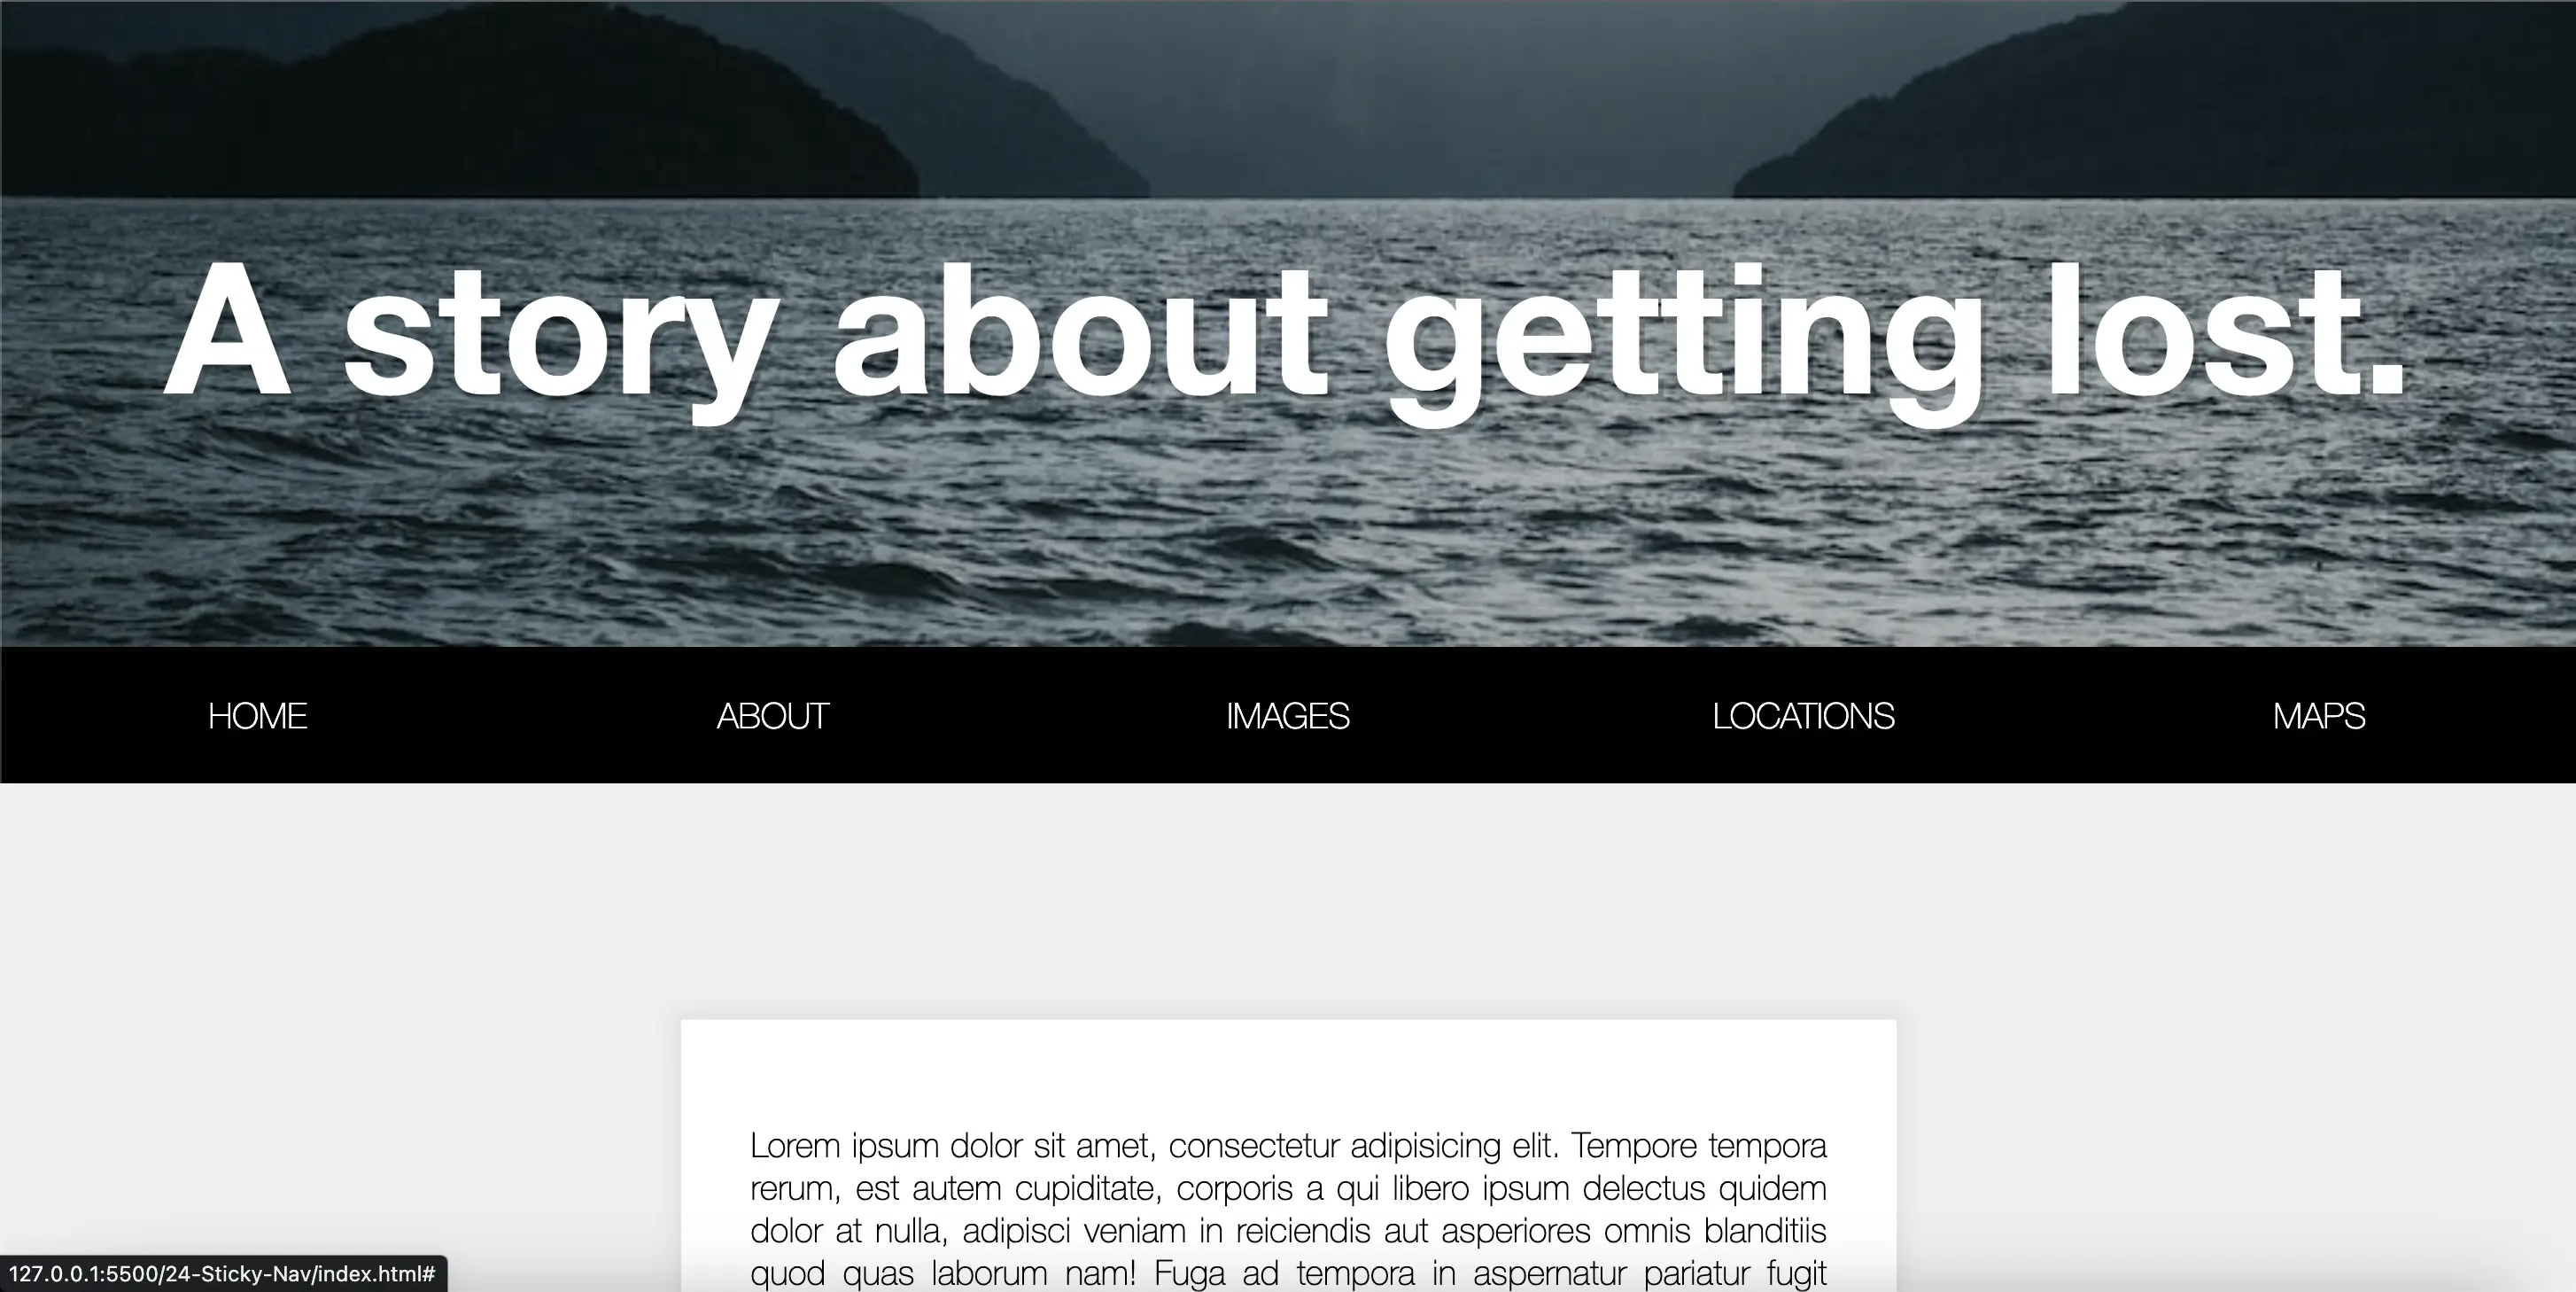 A story about getting lost.
HOME ABOUT IMAGES LOCATIONS MAPS
Lorem ipsum dolor sit amet, consectetur adipisicing elit. Tempore tempora
rerum, est autem cupiditate, corporis a qui libero ipsum delectus quidem
dolor at nulla, adipisci veniam in reiciendis aut asperiores omnis blanditiis
quod quas laborum nam! Fuga ad tempora in aspernatur pariatur fugit
127.0.0.1:5500/24-Sticky-Nav/index.html#